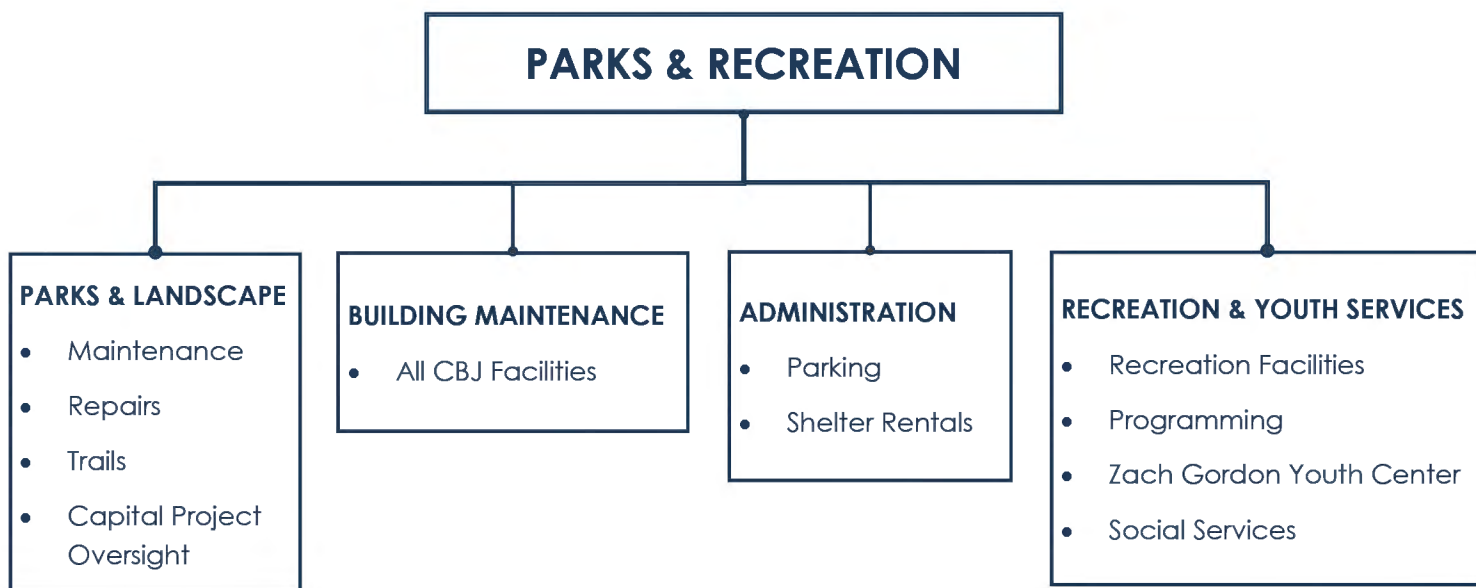 PARKS & RECREATION
PARKS & LANDSCAPE
• Maintenance
• Repairs
• Trails
• Capital Project
Oversight
BUILDING MAINTENANCE
• All CBJ Facilities
ADMINISTRATION
• Parking
• Shelter Rentals
RECREATION & YOUTH SERVICES
• Recreation Facilities
• Programming
• Zach Gordon Youth Center
• Social Services